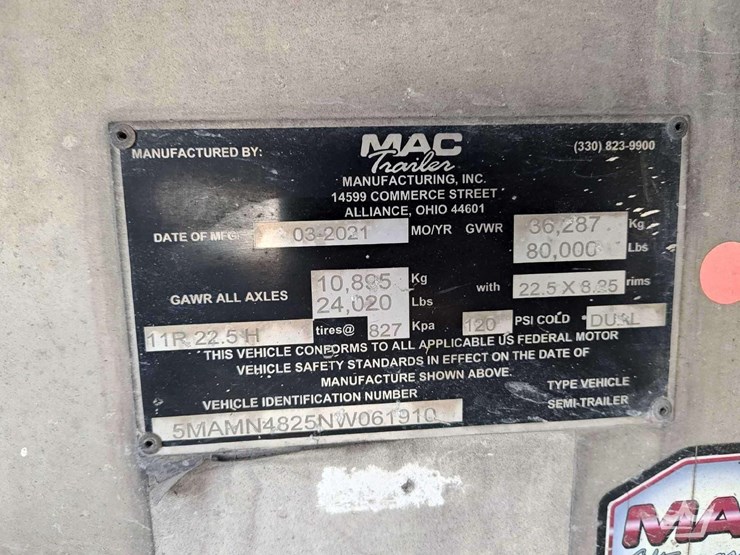 MANUFACTURED BY:
MAC
Trailer
(330) 823-9900
MANUFACTURING, INC.
14599 COMMERCE STREET
ALLIANCE, OHIO 44601
DATE OF MFG 03-2021 MO/YR GVWR 36,287 Kg
80,000 Lbs
GAWR ALL AXLES 10,895 Kg
24,020 Lbs
with 22.5 X 8.25 rims
11R 22.5 H tires@ 827 Kpa 120 PSI COLD DUAL
THIS VEHICLE CONFORMS TO ALL APPLICABLE US FEDERAL MOTOR
VEHICLE SAFETY STANDARDS IN EFFECT ON THE DATE OF
MANUFACTURE SHOWN ABOVE.
VEHICLE IDENTIFICATION NUMBER
5MAMN4825NW061910
TYPE VEHICLE
SEMI-TRAILER
MA